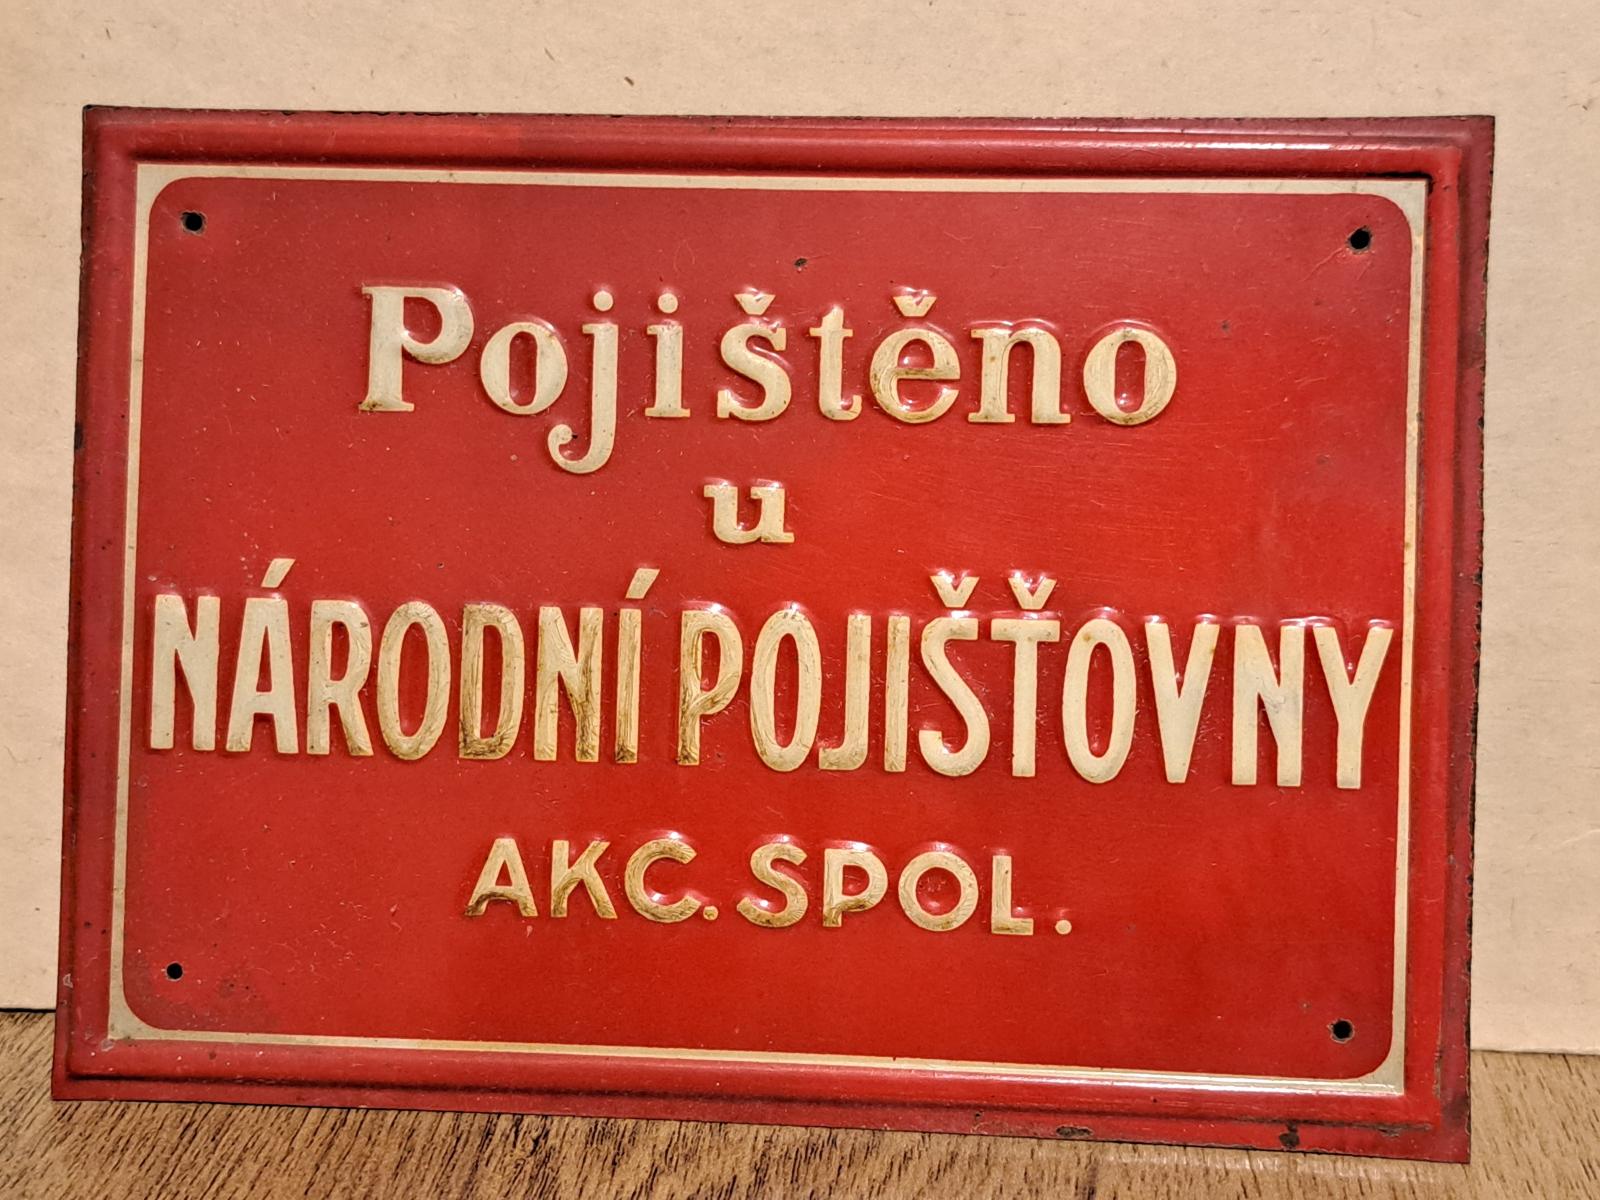 Pojištěno
u
NÁRODNÍ POJIŠŤOVNY
AKC. SPOL.